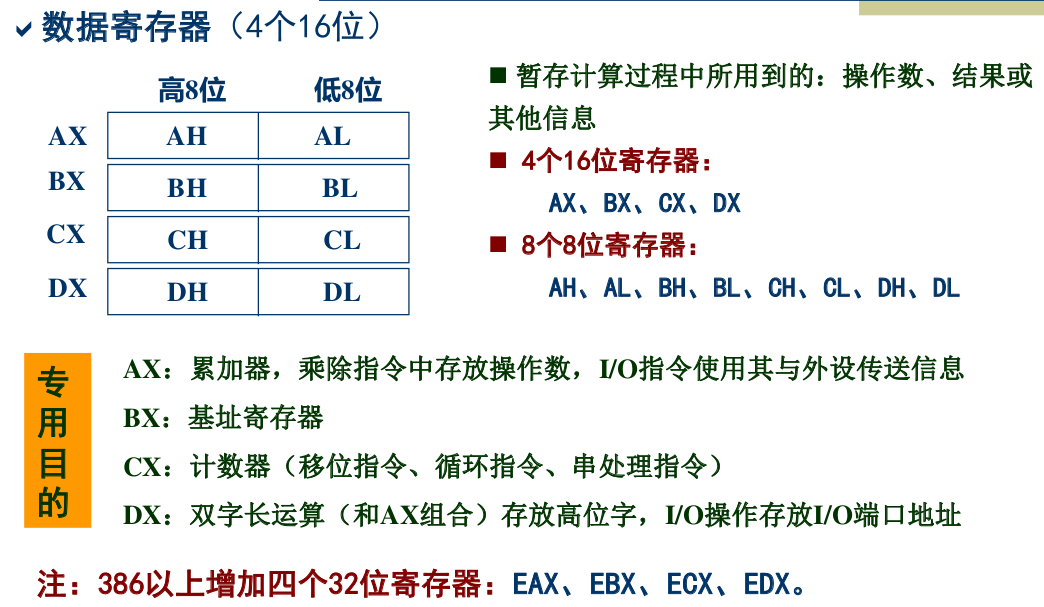 数据寄存器（4个16位）
高8位 低8位
AX AH AL
BX BH BL
CX CH CL
DX DH DL
暂存计算过程中所用到的：操作数、结果或
其他信息
4个16位寄存器：
AX、BX、CX、DX
8个8位寄存器：
AH、AL、BH、BL、CH、CL、DH、DL
专用目的
AX：累加器，乘除指令中存放操作数，I/O指令使用其与外设传送信息
BX：基址寄存器
CX：计数器（移位指令、循环指令、串处理指令）
DX：双字长运算（和AX组合）存放高位字，I/O操作存放I/O端口地址
注：386以上增加四个32位寄存器：EAX、EBX、ECX、EDX。